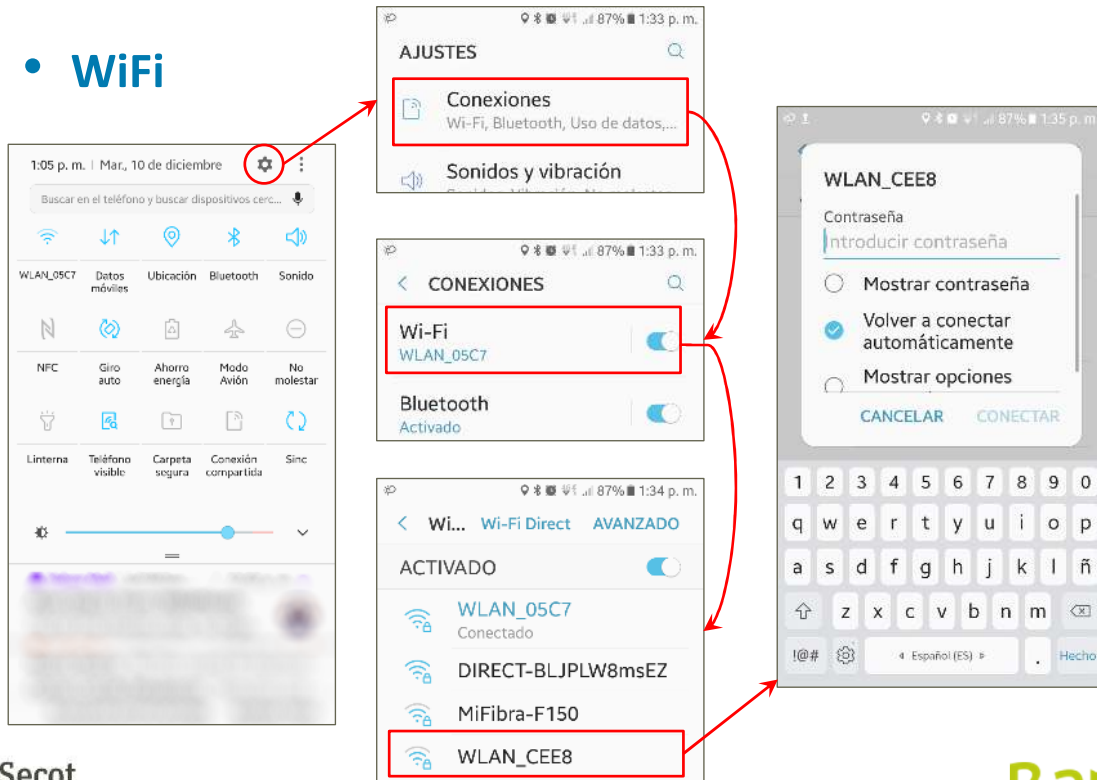 • WiFi
1:05 p. m. | Mar., 10 de diciembre
Buscar en el teléfono y buscar dispositivos cerc...
WLAN_05C7 Datos móviles Ubicación Bluetooth Sonido
NFC Giro auto Ahorro energía Modo Avión No molestar
Linterna Teléfono visible Carpeta segura Conexión compartida Sinc
87% 1:33 p. m.
AJUSTES
Conexiones
Wi-Fi, Bluetooth, Uso de datos,...
Sonidos y vibración
87% 1:33 p. m.
CONEXIONES
Wi-Fi
WLAN_05C7
Bluetooth
Activado
87% 1:34 p. m.
Wi... Wi-Fi Direct AVANZADO
ACTIVADO
WLAN_05C7
Conectado
DIRECT-BLJPLW8msEZ
MiFibra-F150
WLAN_CEE8
87% 1:35 p. m
WLAN_CEE8
Contraseña
Introducir contraseña
Mostrar contraseña
Volver a conectar
automáticamente
Mostrar opciones
CANCELAR CONECTAR
1 2 3 4 5 6 7 8 9 0
q w e r t y u i o p
a s d f g h j k l ñ
z x c v b n m
!@# Español (ES) . Hecho
Secot